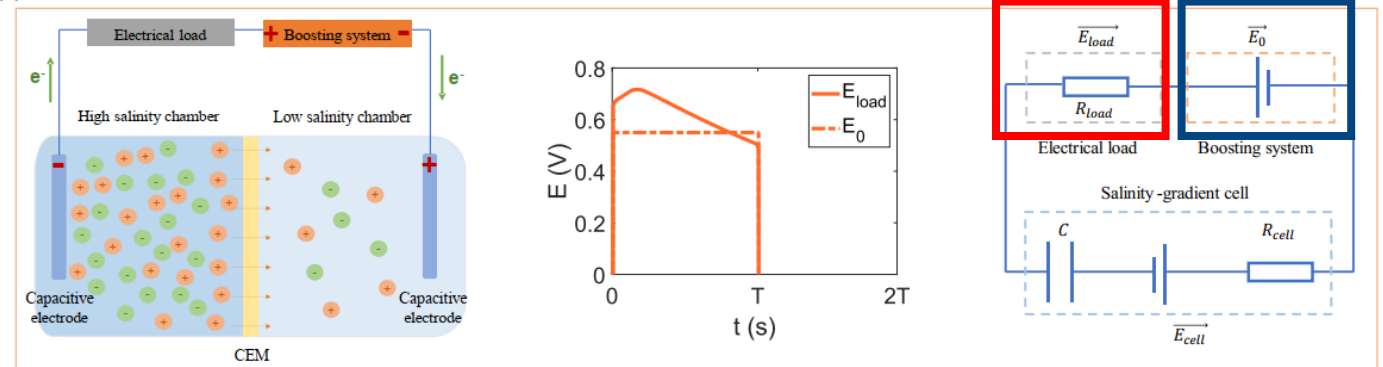 Electrical load
+ Boosting system -
e-
e-
High salinity chamber
Low salinity chamber
-
+
Capacitive
electrode
Capacitive
electrode
CEM
0.8
0.6
0.4
0.2
0
E (V)
E_load
E_0
0
T
2T
t (s)
E_load
E_0
R_load
Electrical load
Boosting system
Salinity-gradient cell
C
R_cell
E_cell